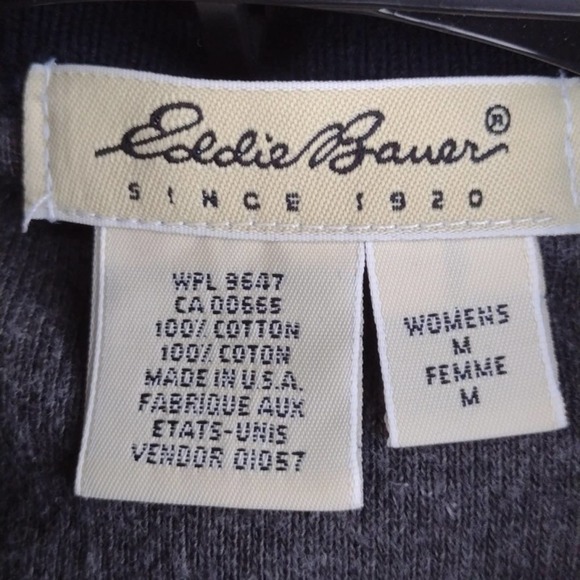 Eddie Bauer®
SINCE 1920
WPL 9647
CA 00665
100% COTTON
100% COTON
MADE IN U.S.A.
FABRIQUE AUX
ETATS-UNIS
VENDOR 01057
WOMENS
M
FEMME
M